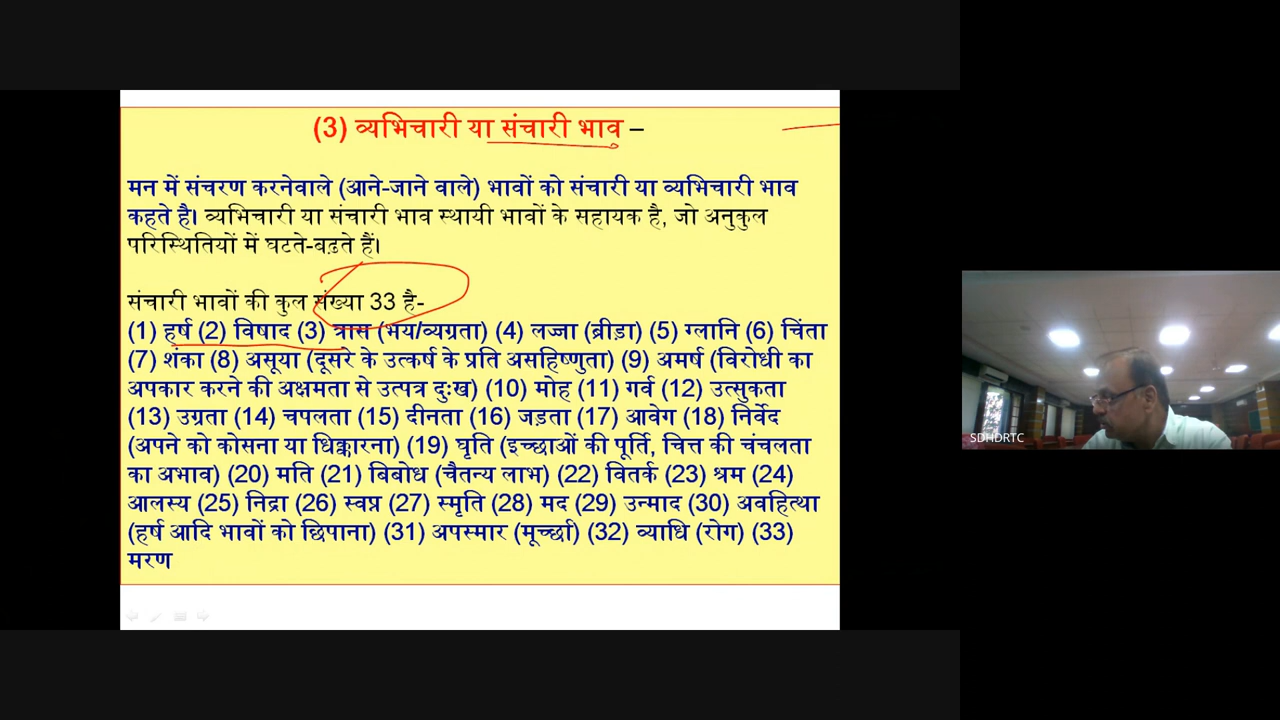 (3) व्यभिचारी या संचारी भाव –
मन में संचरण करनेवाले (आने-जाने वाले) भावों को संचारी या व्यभिचारी भाव
कहते है। व्यभिचारी या संचारी भाव स्थायी भावों के सहायक है, जो अनुकुल
परिस्थितियों में घटते-बढ़ते हैं।
संचारी भावों की कुल संख्या 33 है-
(1) हर्ष (2) विषाद (3) त्रास (भय/व्यग्रता) (4) लज्जा (ब्रीड़ा) (5) ग्लानि (6) चिंता
(7) शंका (8) असूया (दूसरे के उत्कर्ष के प्रति असहिष्णुता) (9) अमर्ष (विरोधी का
अपकार करने की अक्षमता से उत्पत्र दुःख) (10) मोह (11) गर्व (12) उत्सुकता
(13) उग्रता (14) चपलता (15) दीनता (16) जड़ता (17) आवेग (18) निर्वेद
(अपने को कोसना या धिक्कारना) (19) घृति (इच्छाओं की पूर्ति, चित्त की चंचलता
का अभाव) (20) मति (21) बिबोध (चैतन्य लाभ) (22) वितर्क (23) श्रम (24)
आलस्य (25) निद्रा (26) स्वप्न (27) स्मृति (28) मद (29) उन्माद (30) अवहित्था
(हर्ष आदि भावों को छिपाना) (31) अपस्मार (मूर्च्छा) (32) व्याधि (रोग) (33)
मरण
SDHDRTC